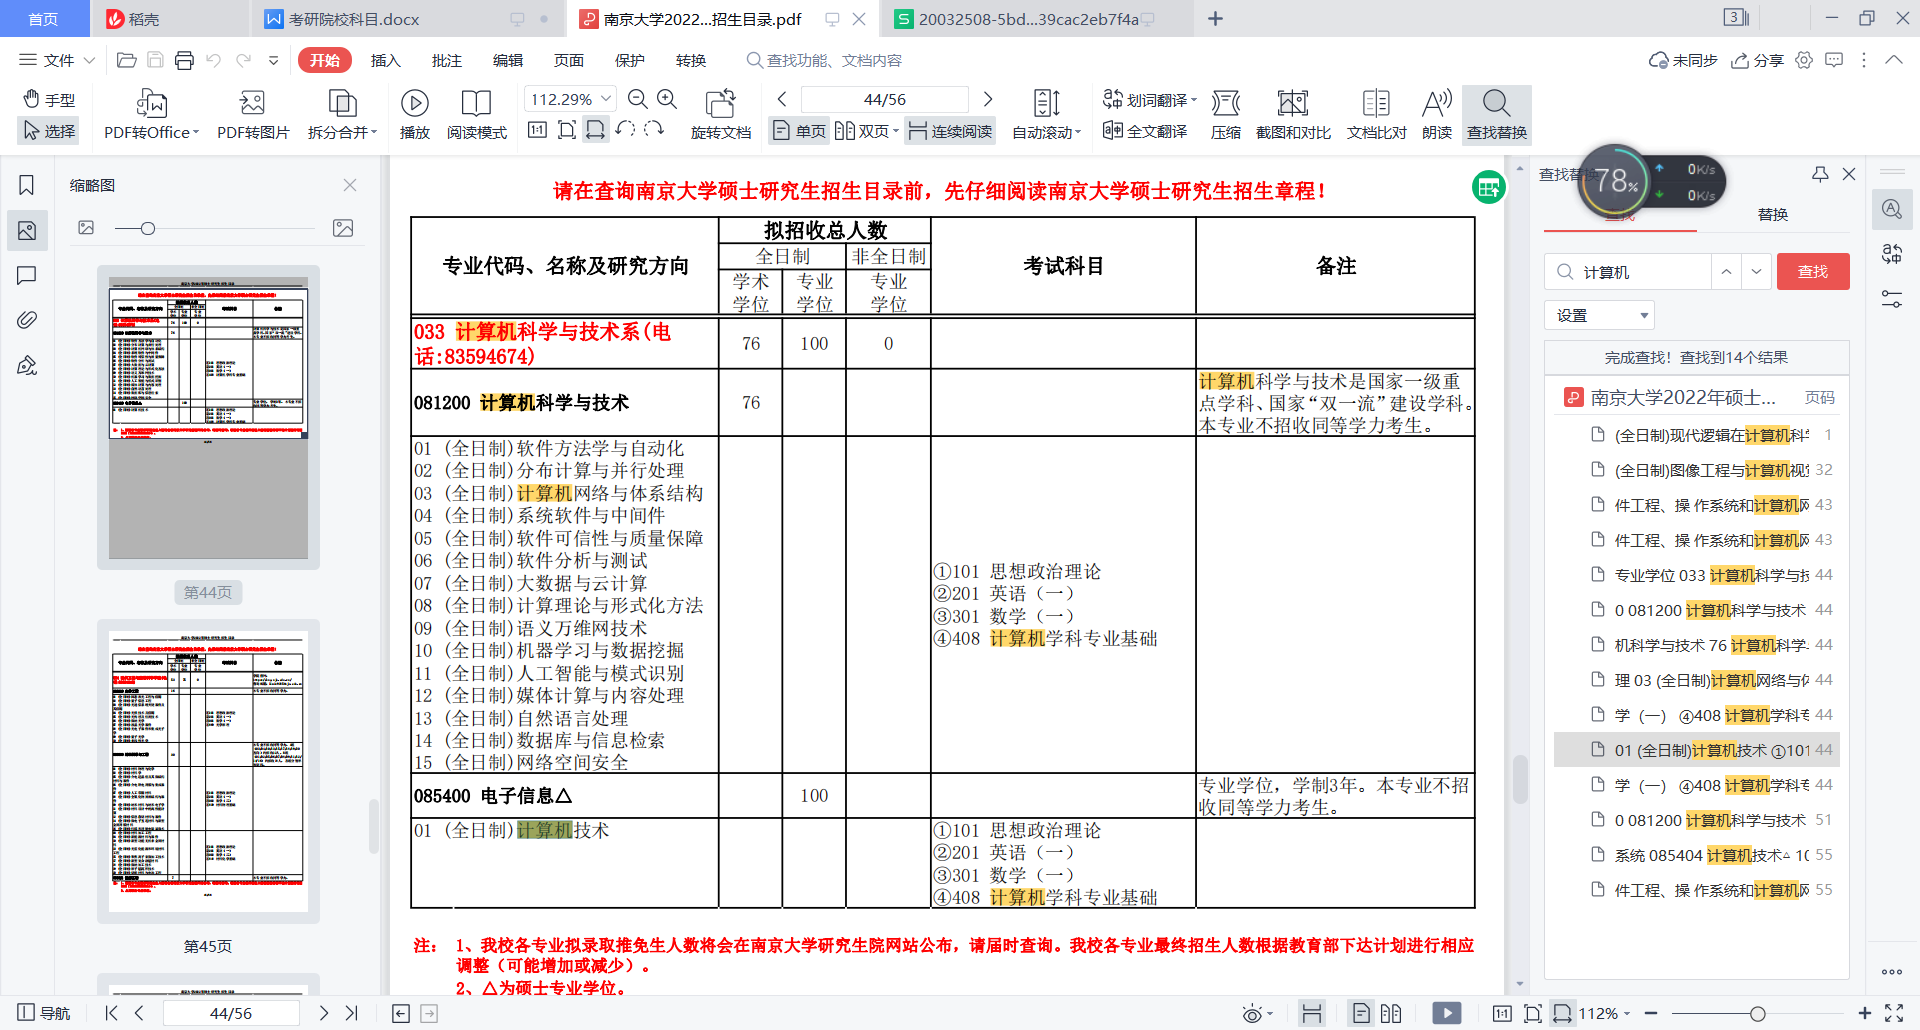 首页
稻壳
考研院校科目.docx
南京大学2022...招生目录.pdf
20032508-5bd...39cac2eb7f4a
3
文件
开始
插入
批注
编辑
页面
保护
转换
查找功能、文档内容
未同步
分享
手型
选择
PDF转Office
PDF转图片
拆分合并
播放
阅读模式
112.29%
旋转文档
44/56
单页
双页
连续阅读
自动滚动
划词翻译
全文翻译
压缩
截图和对比
文档比对
朗读
查找替换
缩略图
第44页
第45页
请在查询南京大学硕士研究生招生目录前，先仔细阅读南京大学硕士研究生招生章程！
专业代码、名称及研究方向
拟招收总人数
全日制
非全日制
学术学位
专业学位
专业学位
考试科目
备注
033 计算机科学与技术系(电
话:83594674)
76
100
0
081200 计算机科学与技术
76
计算机科学与技术是国家一级重
点学科、国家“双一流”建设学科。
本专业不招收同等学力考生。
01 (全日制)软件方法学与自动化
02 (全日制)分布计算与并行处理
03 (全日制)计算机网络与体系结构
04 (全日制)系统软件与中间件
05 (全日制)软件可信性与质量保障
06 (全日制)软件分析与测试
07 (全日制)大数据与云计算
08 (全日制)计算理论与形式化方法
09 (全日制)语义万维网技术
10 (全日制)机器学习与数据挖掘
11 (全日制)人工智能与模式识别
12 (全日制)媒体计算与内容处理
13 (全日制)自然语言处理
14 (全日制)数据库与信息检索
15 (全日制)网络空间安全
①101 思想政治理论
②201 英语（一）
③301 数学（一）
④408 计算机学科专业基础
085400 电子信息△
100
专业学位，学制3年。本专业不招
收同等学力考生。
01 (全日制)计算机技术
①101 思想政治理论
②201 英语（一）
③301 数学（一）
④408 计算机学科专业基础
注： 1、我校各专业拟录取推免生人数将会在南京大学研究生院网站公布，请届时查询。我校各专业最终招生人数根据教育部下达计划进行相应
调整（可能增加或减少）。
2、△为硕士专业学位。
查找替换
78%
0K/s
0K/s
替换
计算机
查找
设置
完成查找！查找到14个结果
南京大学2022年硕士...
页码
(全日制)现代逻辑在计算机科学 1
(全日制)图像工程与计算机视觉 32
件工程、操 作系统和计算机网 43
件工程、操 作系统和计算机网 43
专业学位 033 计算机科学与技 44
0 081200 计算机科学与技术 44
机科学与技术 76 计算机科学与 44
理 03 (全日制)计算机网络与体 44
学（一） ④408 计算机学科专 44
01 (全日制)计算机技术 ①101 44
学（一） ④408 计算机学科专 44
0 081200 计算机科学与技术 51
系统 085404 计算机技术△ 10 55
件工程、操 作系统和计算机网 55
导航
44/56
112%